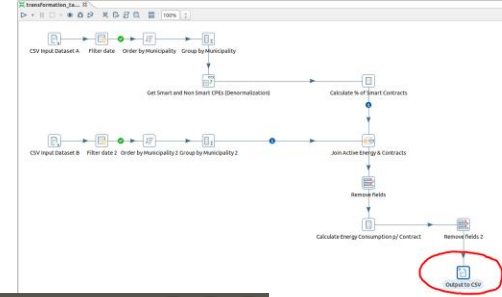 transformation_ta...
100%
CSV Input Dataset A
Filter date
Order by Municipality
Group by Municipality
Get Smart and Non Smart CPEs (Denormalization)
Calculate % of Smart Contracts
CSV Input Dataset B
Filter date 2
Order by Municipality 2
Group by Municipality 2
Join Active Energy & Contracts
Remove fields
Calculate Energy Consumption p/ Contract
Remove fields 2
Output to CSV